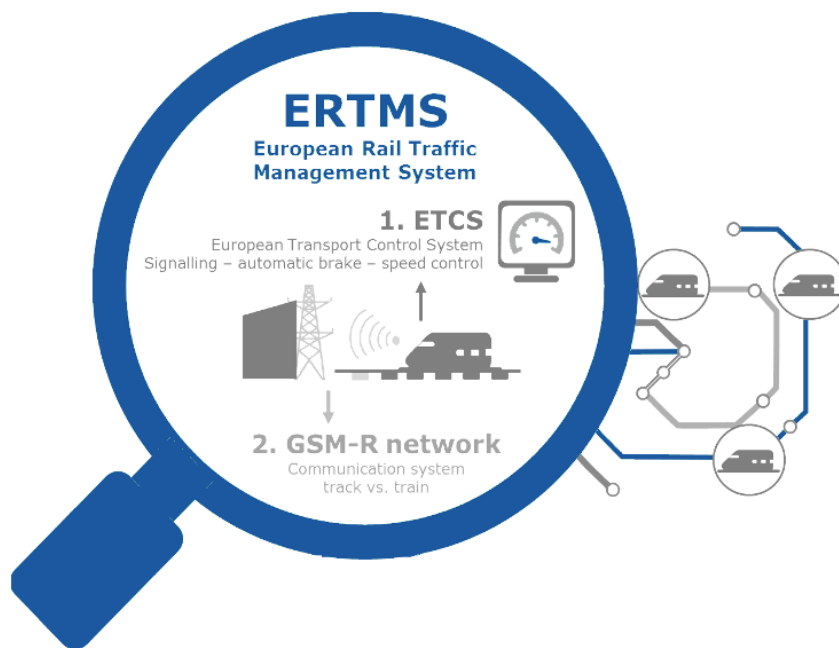 ERTMS
European Rail Traffic
Management System
1. ETCS
European Transport Control System
Signalling – automatic brake – speed control
2. GSM-R network
Communication system
track vs. train